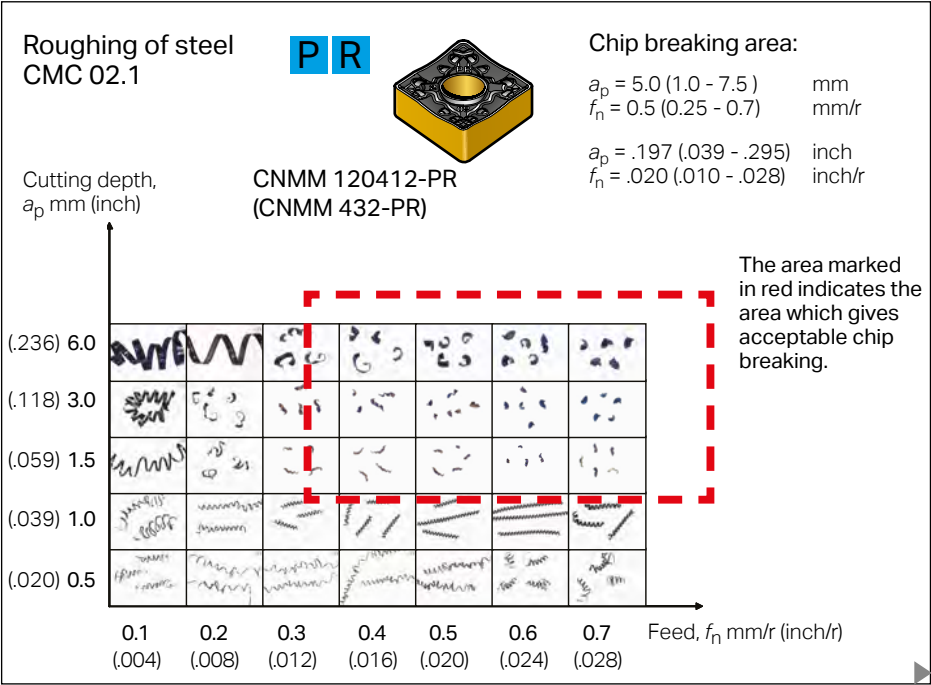 Roughing of steel
CMC 02.1
P R
Chip breaking area:
ap = 5.0 (1.0 - 7.5 ) mm
fn = 0.5 (0.25 - 0.7) mm/r
ap = .197 (.039 - .295) inch
fn = .020 (.010 - .028) inch/r
CNMM 120412-PR
(CNMM 432-PR)
Cutting depth,
ap mm (inch)
The area marked
in red indicates the
area which gives
acceptable chip
breaking.
(.236) 6.0
(.118) 3.0
(.059) 1.5
(.039) 1.0
(.020) 0.5
0.1 0.2 0.3 0.4 0.5 0.6 0.7 Feed, fn mm/r (inch/r)
(.004) (.008) (.012) (.016) (.020) (.024) (.028)